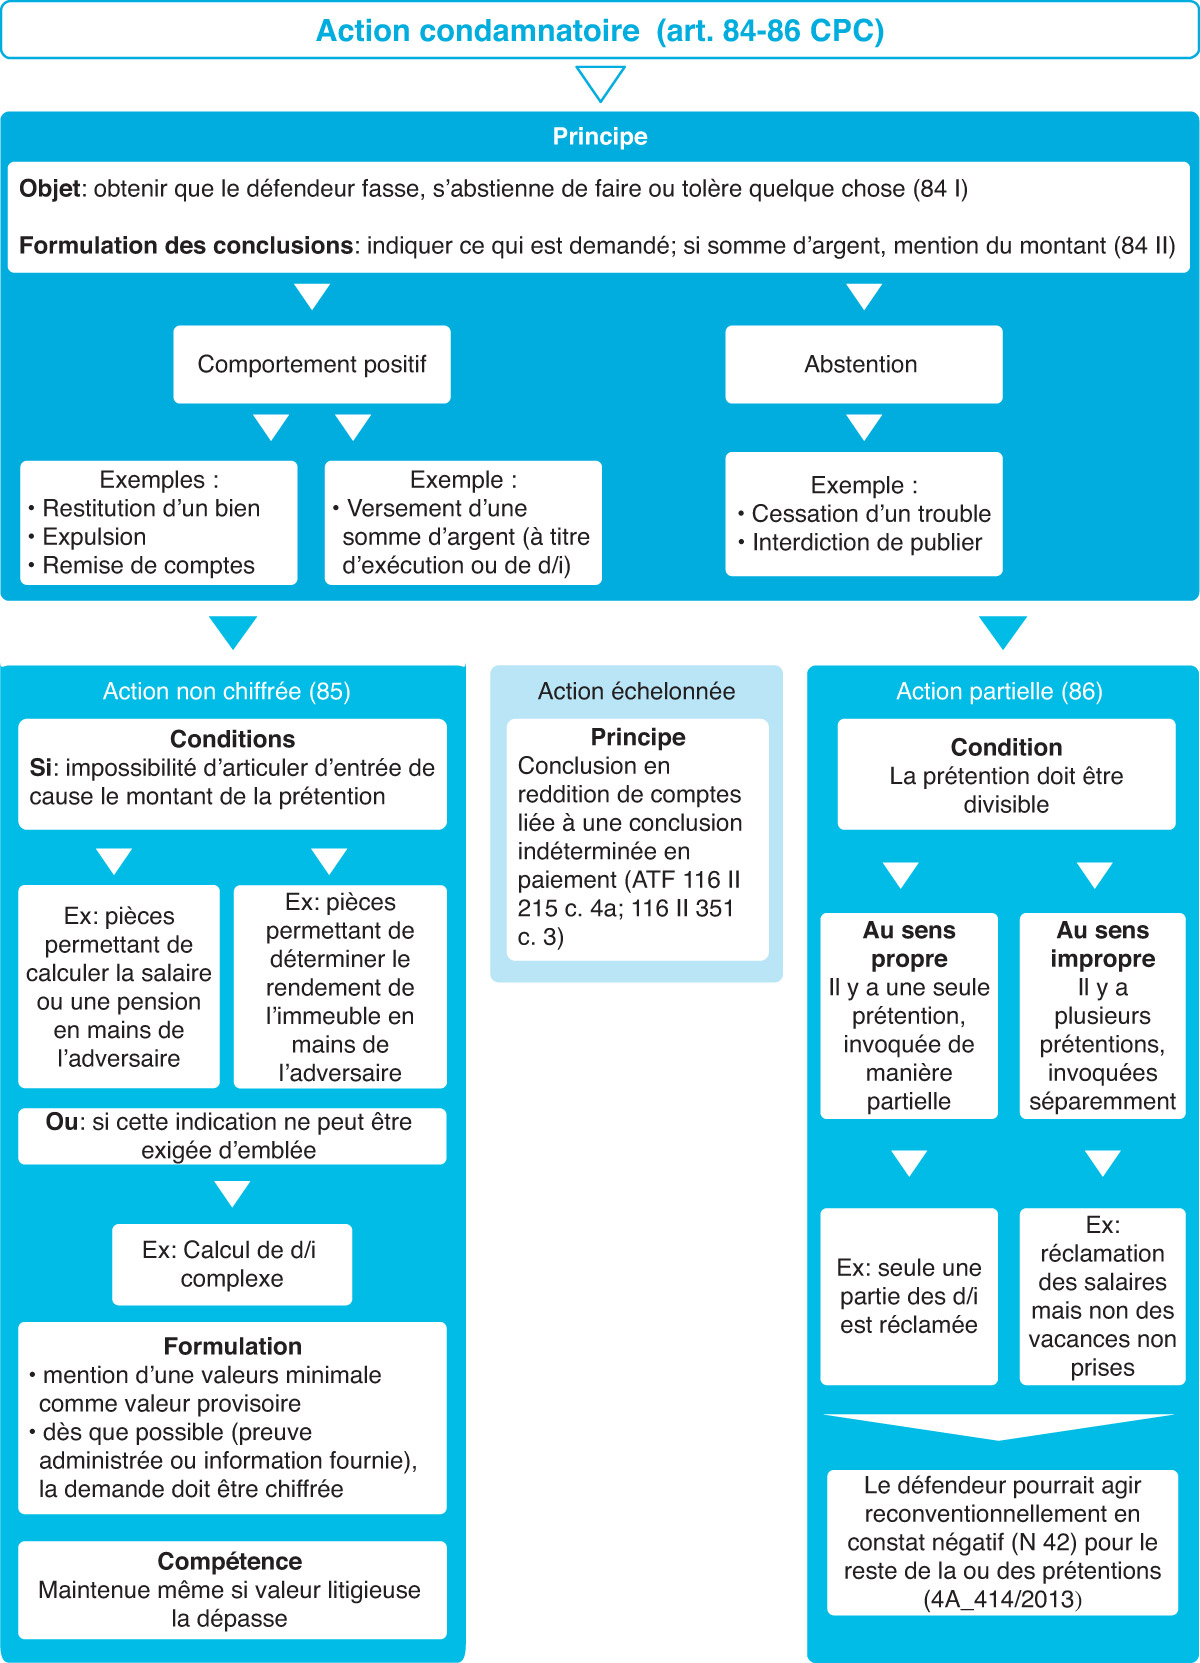 Action condamnatoire (art. 84-86 CPC)
Principe
Objet: obtenir que le défendeur fasse, s’abstienne de faire ou tolère quelque chose (84 I)
Formulation des conclusions: indiquer ce qui est demandé; si somme d’argent, mention du montant (84 II)
Comportement positif
Exemples :
• Restitution d’un bien
• Expulsion
• Remise de comptes
Exemple :
• Versement d’une
somme d’argent (à titre
d’exécution ou de d/i)
Abstention
Exemple :
• Cessation d’un trouble
• Interdiction de publier
Action non chiffrée (85)
Conditions
Si: impossibilité d’articuler d’entrée de
cause le montant de la prétention
Ex: pièces
permettant de
calculer la salaire
ou une pension
en mains de
l’adversaire
Ex: pièces
permettant de
déterminer le
rendement de
l’immeuble en
mains de
l’adversaire
Ou: si cette indication ne peut être
exigée d’emblée
Ex: Calcul de d/i
complexe
Formulation
• mention d’une valeurs minimale
comme valeur provisoire
• dès que possible (preuve
administrée ou information fournie),
la demande doit être chiffrée
Compétence
Maintenue même si valeur litigieuse
la dépasse
Action échelonnée
Principe
Conclusion en
reddition de comptes
liée à une conclusion
indéterminée en
paiement (ATF 116 II
215 c. 4a; 116 II 351
c. 3)
Action partielle (86)
Condition
La prétention doit être
divisible
Au sens
propre
Il y a une seule
prétention,
invoquée de
manière
partielle
Ex: seule une
partie des d/i
est réclamée
Au sens
impropre
Il y a
plusieurs
prétentions,
invoquées
séparemment
Ex:
réclamation
des salaires
mais non des
vacances non
prises
Le défendeur pourrait agir
reconventionnellement en
constat négatif (N 42) pour le
reste de la ou des prétentions
(4A_414/2013)